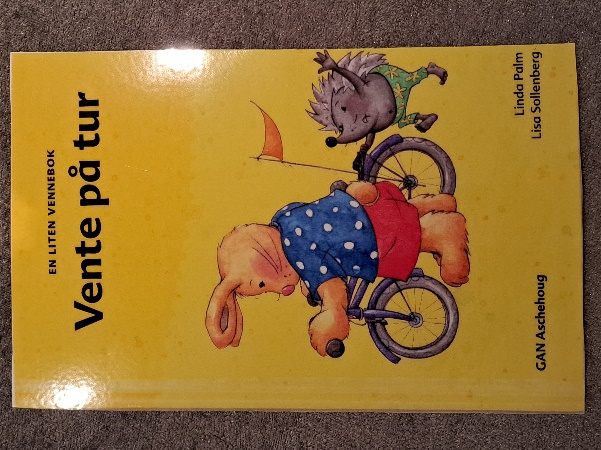 EN LITEN VENNEBOK
Vente på tur
Linda Palm
Lisa Sollenberg
GAN Aschehoug